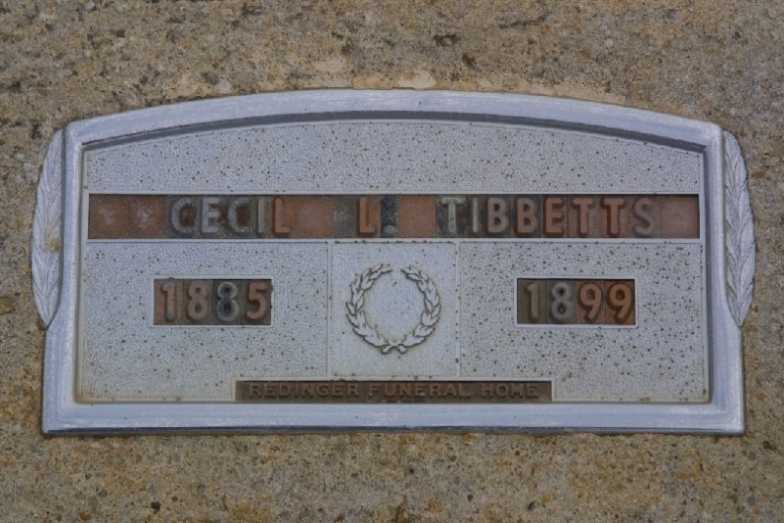 CECIL L. TIBBETTS
1885 1899
REDINGER FUNERAL HOME